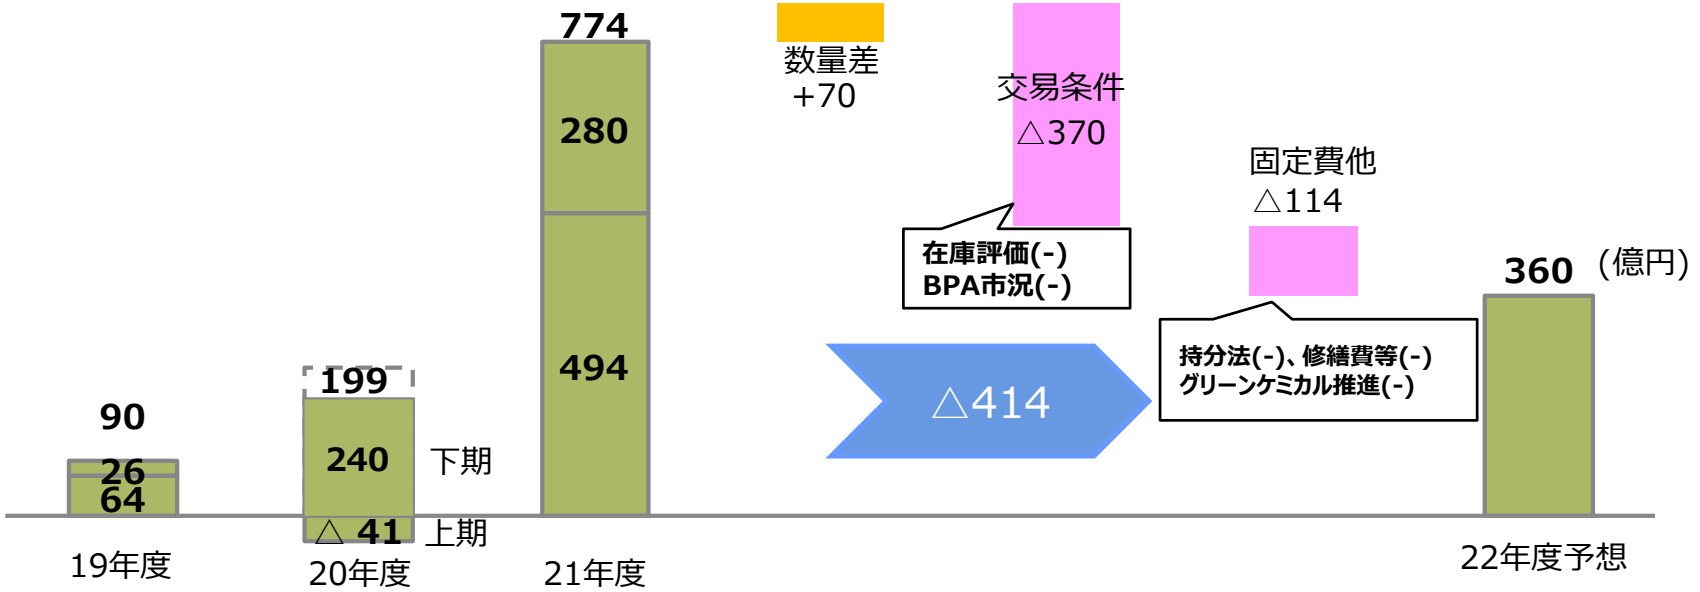 90
26
64
19年度
199
240
下期
△ 41
上期
20年度
774
280
494
21年度
数量差
+70
交易条件
△370
在庫評価(-)
BPA市況(-)
△414
固定費他
△114
持分法(-)、修繕費等(-)
グリーンケミカル推進(-)
360
(億円)
22年度予想